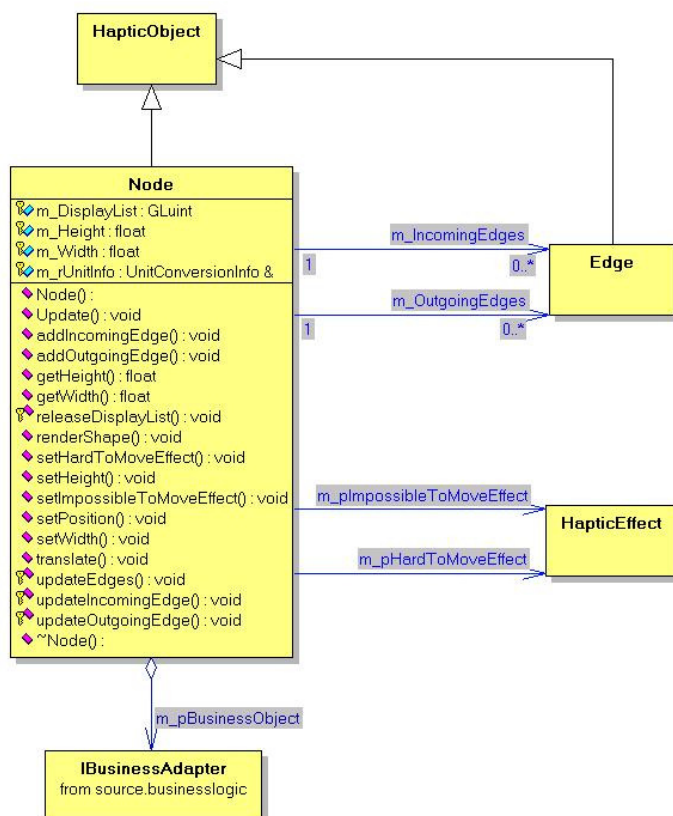 HapticObject
Node
m_DisplayList : GLuint
m_Height : float
m_Width : float
m_rUnitInfo : UnitConversionInfo &
Node() :
Update() : void
addIncomingEdge() : void
addOutgoingEdge() : void
getHeight() : float
getWidth() : float
releaseDisplayList() : void
renderShape() : void
setHardToMoveEffect() : void
setHeight() : void
setImpossibleToMoveEffect() : void
setPosition() : void
setWidth() : void
translate() : void
updateEdges() : void
updateIncomingEdge() : void
updateOutgoingEdge() : void
~Node() :
m_IncomingEdges
1
0..*
Edge
m_OutgoingEdges
1
0..*
m_pImpossibleToMoveEffect
HapticEffect
m_pHardToMoveEffect
m_pBusinessObject
IBusinessAdapter
from source.businesslogic